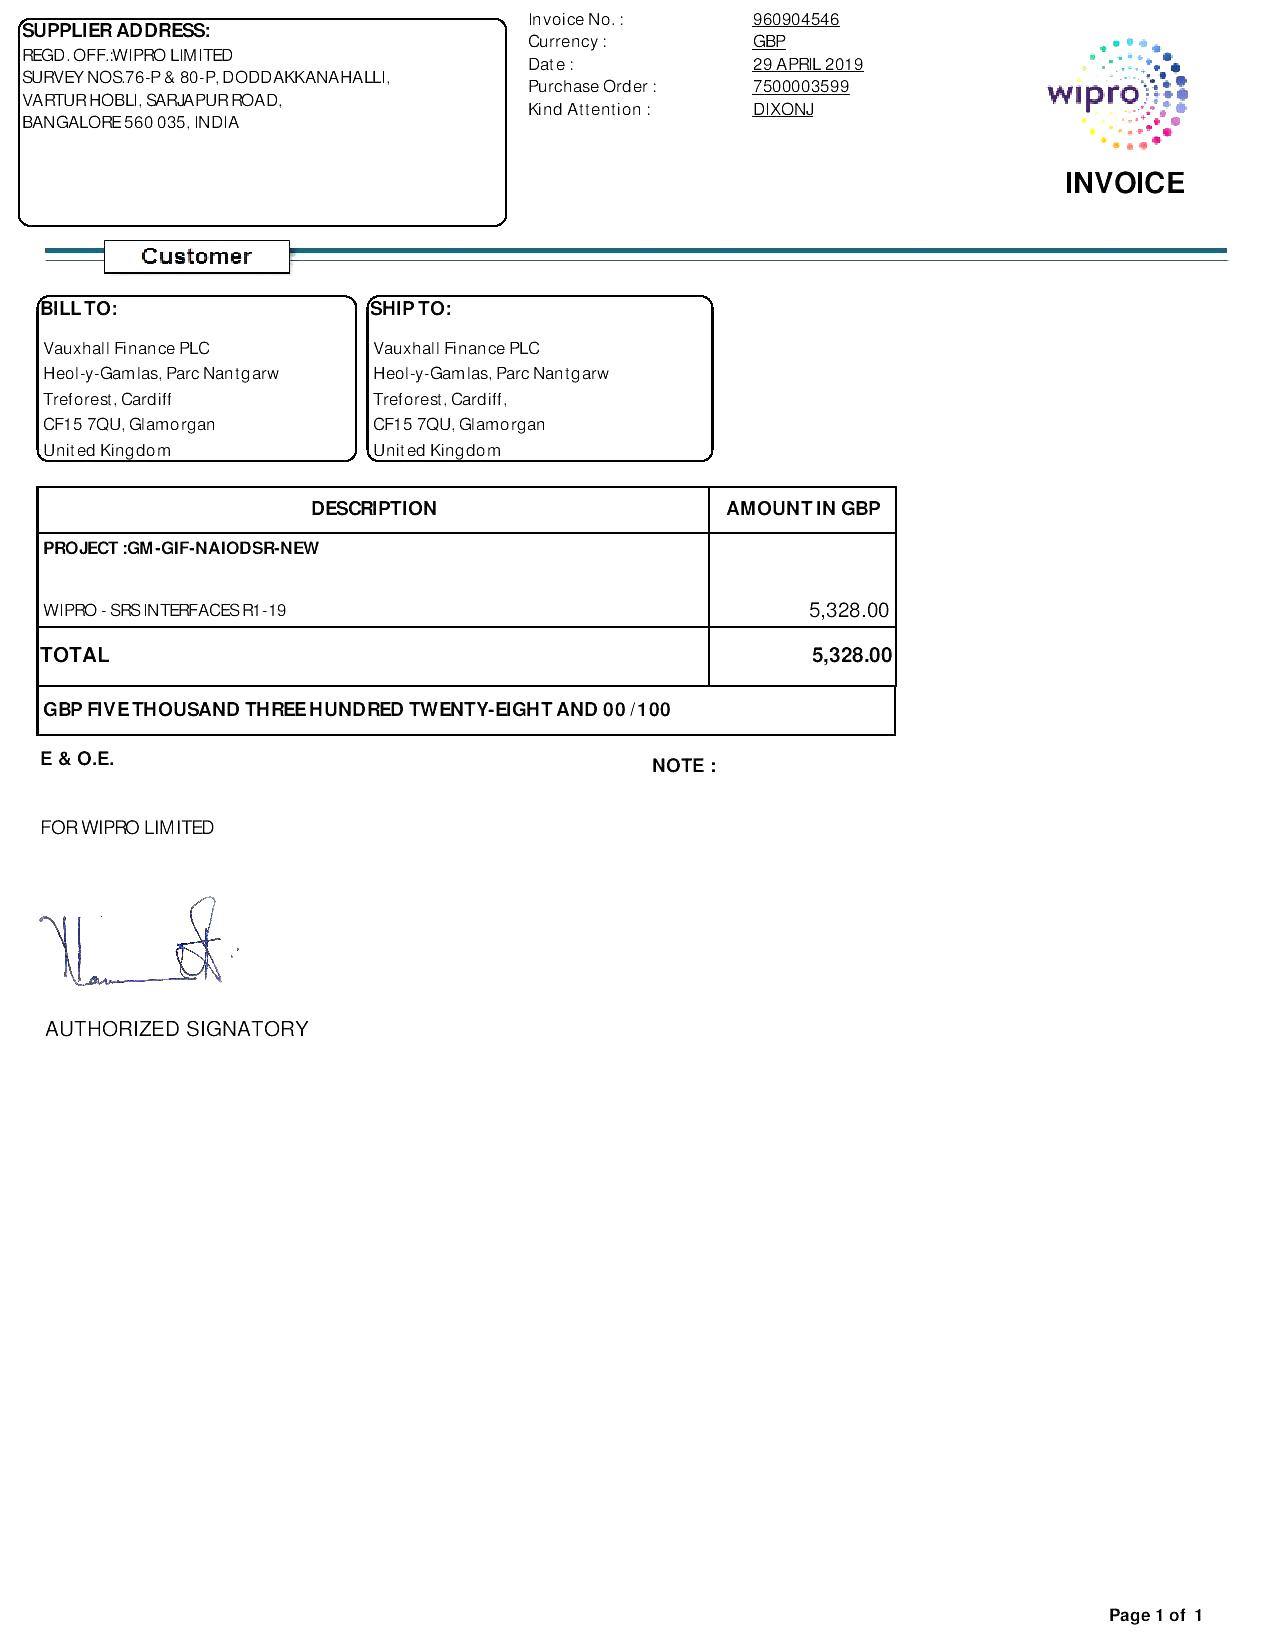 SUPPLIER ADDRESS:
REGD. OFF.:WIPRO LIMITED
SURVEY NOS.76-P & 80-P, DODDAKKANAHALLI,
VARTUR HOBLI, SARJAPUR ROAD,
BANGALORE 560 035, INDIA
Invoice No. : 960904546
Currency : GBP
Date : 29 APRIL 2019
Purchase Order : 7500003599
Kind Attention : DIXONJ
wipro
INVOICE
Customer
BILL TO:
Vauxhall Finance PLC
Heol-y-Gamlas, Parc Nantgarw
Treforest, Cardiff
CF15 7QU, Glamorgan
United Kingdom
SHIP TO:
Vauxhall Finance PLC
Heol-y-Gamlas, Parc Nantgarw
Treforest, Cardiff,
CF15 7QU, Glamorgan
United Kingdom
DESCRIPTION AMOUNT IN GBP
PROJECT :GM-GIF-NAIODSR-NEW
WIPRO - SRS INTERFACES R1-19 5,328.00
TOTAL 5,328.00
GBP FIVE THOUSAND THREE HUNDRED TWENTY-EIGHT AND 00 /100
E & O.E.
NOTE :
FOR WIPRO LIMITED
AUTHORIZED SIGNATORY
Page 1 of 1